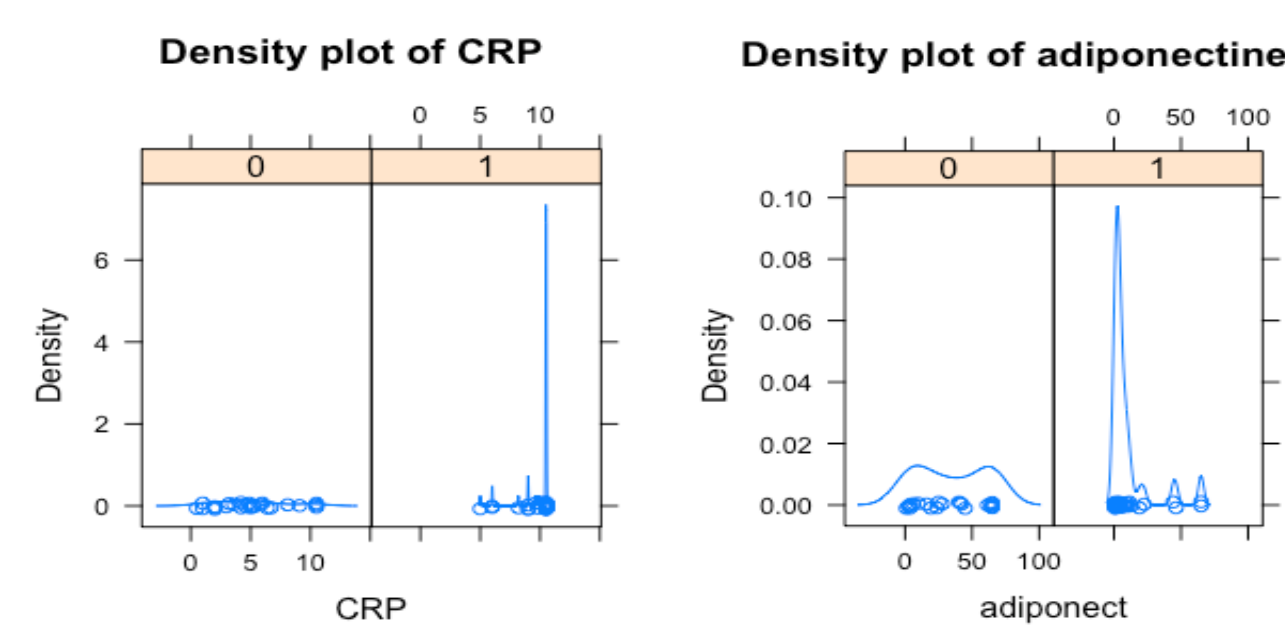 Density plot of CRP
0 5 10
0 1
6
4
2
0
Density
0 5 10
CRP
Density plot of adiponectine
0 50 100
0 1
0.10
0.08
0.06
0.04
0.02
0.00
Density
0 50 100
adiponect